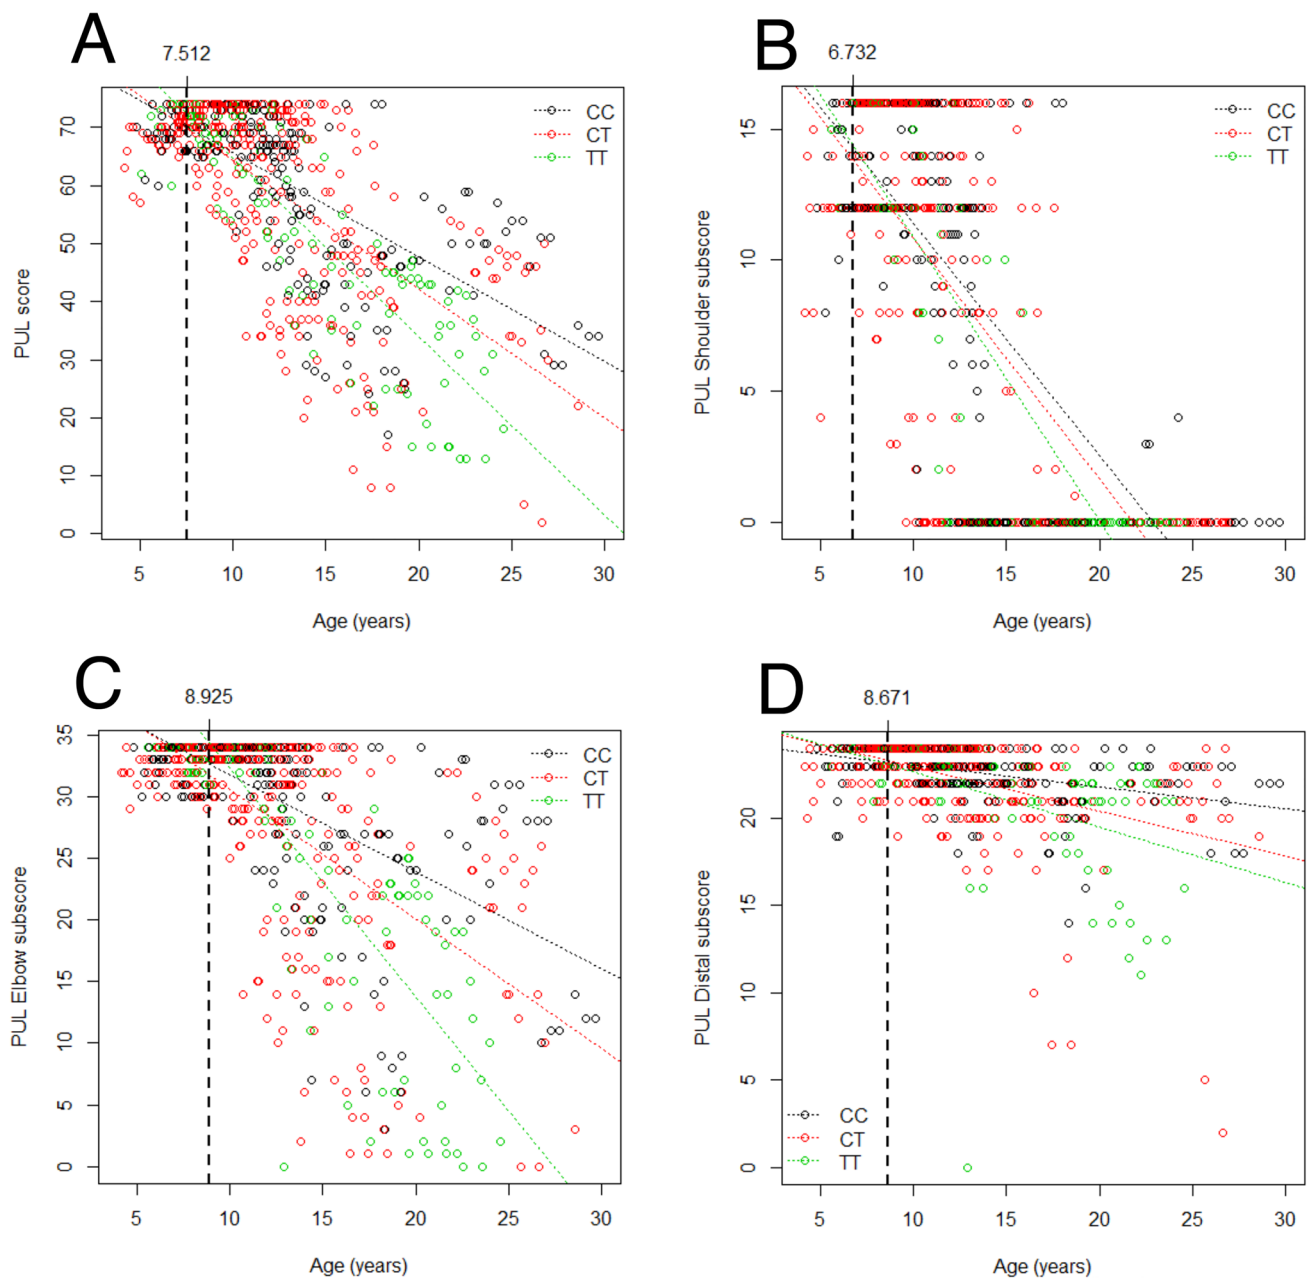 A
7.512
CC
CT
TT
PUL score
0 10 20 30 40 50 60 70
5 10 15 20 25 30
Age (years)
B
6.732
CC
CT
TT
PUL Shoulder subscore
0 5 10 15
5 10 15 20 25 30
Age (years)
C
8.925
CC
CT
TT
PUL Elbow subscore
0 5 10 15 20 25 30 35
5 10 15 20 25 30
Age (years)
D
8.671
PUL Distal subscore
0 5 10 15 20
CC
CT
TT
5 10 15 20 25 30
Age (years)